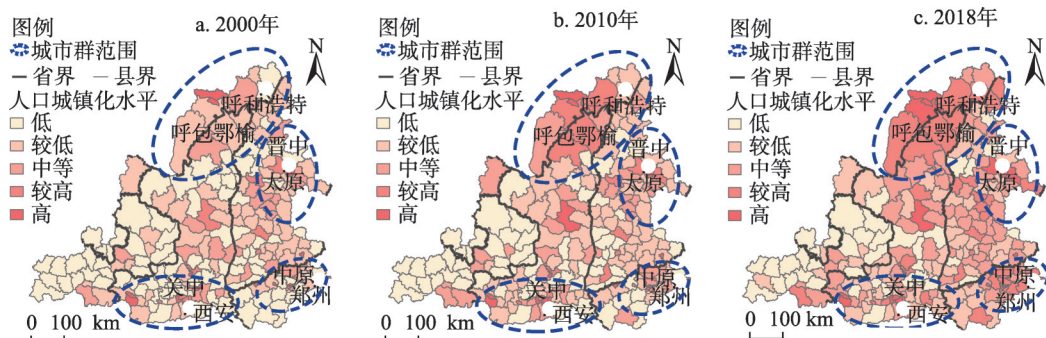 图例
a. 2000年
N
城市群范围
省界 县界
人口城镇化水平
低
较低
中等
较高
高
呼和浩特
呼包鄂榆
晋中
太原
关中
中原
郑州
西安
0 100 km
图例
b. 2010年
N
城市群范围
省界 县界
人口城镇化水平
低
较低
中等
较高
高
呼和浩特
呼包鄂榆
晋中
太原
关中
中原
郑州
西安
0 100 km
图例
c. 2018年
N
城市群范围
省界 县界
人口城镇化水平
低
较低
中等
较高
高
呼和浩特
呼包鄂榆
晋中
太原
关中
中原
郑州
西安
0 100 km